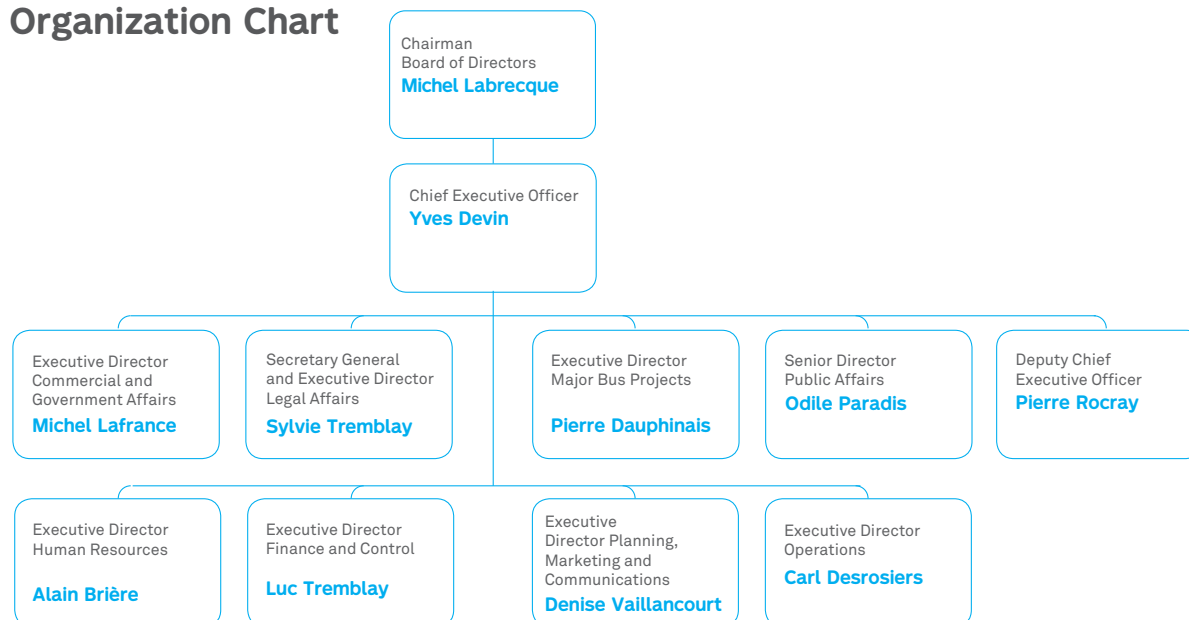 Organization Chart
Chairman
Board of Directors
Michel Labrecque
Chief Executive Officer
Yves Devin
Executive Director
Commercial and
Government Affairs
Michel Lafrance
Secretary General
and Executive Director
Legal Affairs
Sylvie Tremblay
Executive Director
Major Bus Projects
Pierre Dauphinais
Senior Director
Public Affairs
Odile Paradis
Deputy Chief
Executive Officer
Pierre Rocray
Executive Director
Human Resources
Alain Brière
Executive Director
Finance and Control
Luc Tremblay
Executive
Director Planning,
Marketing and
Communications
Denise Vaillancourt
Executive Director
Operations
Carl Desrosiers